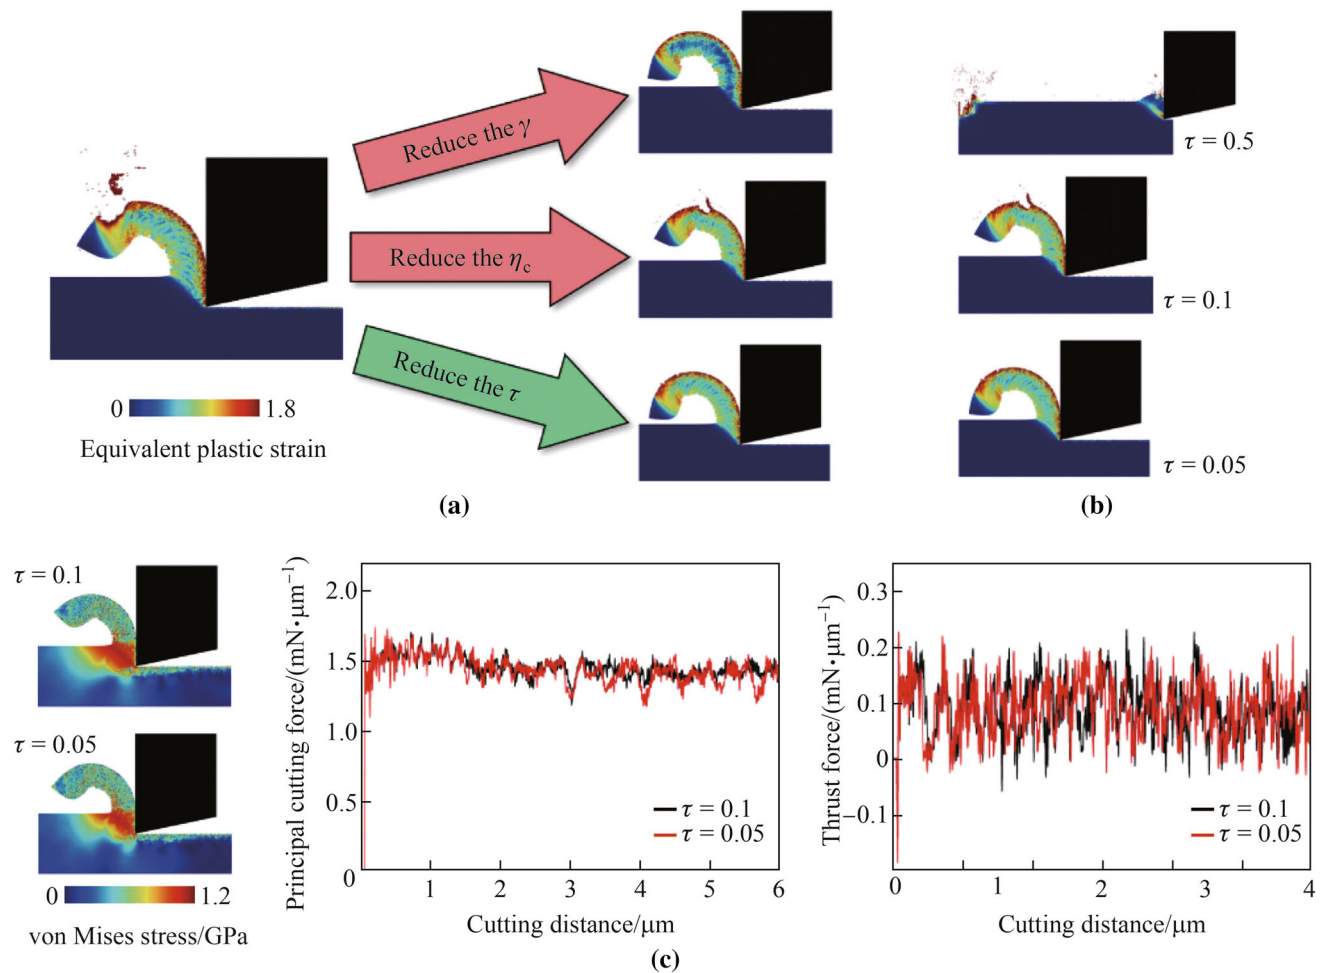 Reduce the γ
Reduce the η_c
Reduce the τ
0 1.8
Equivalent plastic strain
(a)
τ = 0.5
τ = 0.1
τ = 0.05
(b)
τ = 0.1
τ = 0.05
0 1.2
von Mises stress/GPa
Principal cutting force/(mN·μm⁻¹)
2.0
1.5
1.0
0.5
0
τ = 0.1
τ = 0.05
1 2 3 4 5 6
Cutting distance/μm
Thrust force/(mN·μm⁻¹)
0.3
0.2
0.1
0
−0.1
τ = 0.1
τ = 0.05
0 1 2 3 4
Cutting distance/μm
(c)